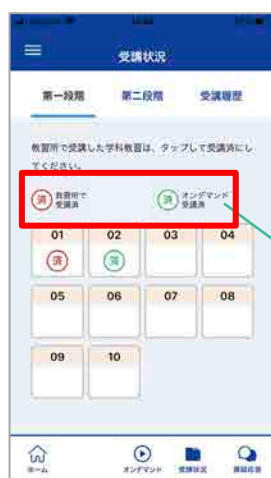 受講状況
第一段階 第二段階 受講履歴
教習所で受講した学科教習は、タップして受講済にし
てください。
済 教習所で
受講済
済 オンデマンド
受講済
01 02 03 04
済 済
05 06 07 08
09 10
ホーム オンデマンド 受講状況